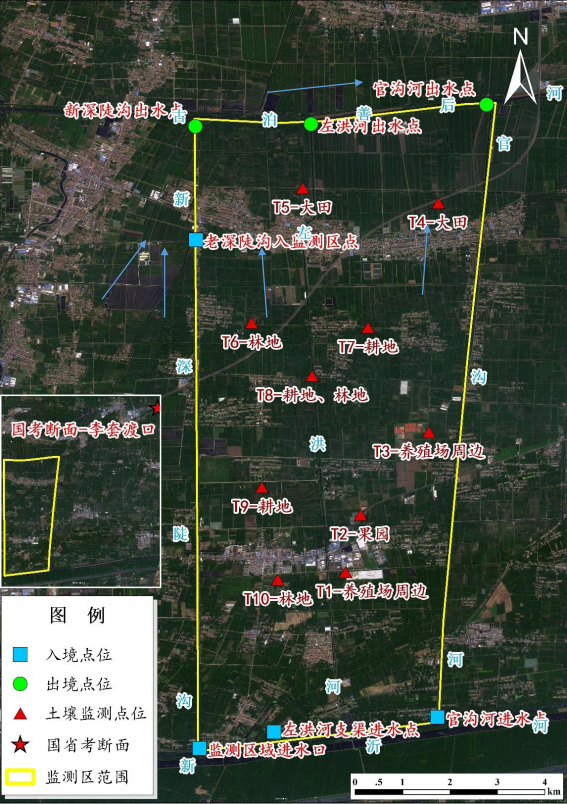 N
官沟河出水点
河
新深陡沟出水点
古
泊
善
后
左洪河出水点
官
T5-大田
新
T4-大田
左
老深陡沟入监测区点
T6-林地
T7-耕地
深
T8-耕地、林地
沟
国考断面-李套渡口
T3-养殖场周边
洪
T9-耕地
T2-果园
陡
T1-养殖场周边
T10-林地
图 例
入境点位
出境点位
土壤监测点位
国省考断面
监测区范围
河
河
沟
官沟河进水点
左洪河支渠进水点
河
沂
监测区域进水口
新
0 .5 1 2 3 4
km